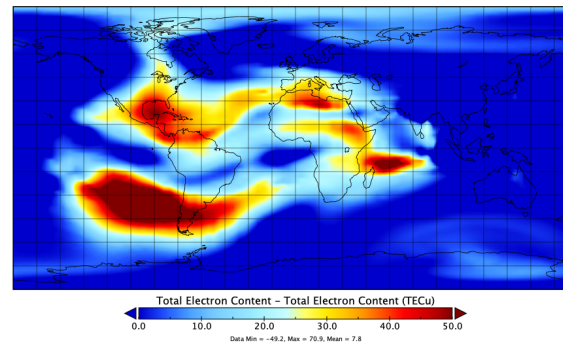 Total Electron Content – Total Electron Content (TECu)
0.0 10.0 20.0 30.0 40.0 50.0
Data Min = -49.2, Max = 70.9, Mean = 7.8